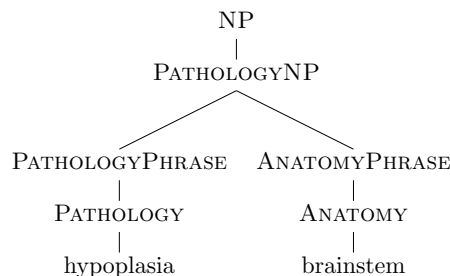 NP
PATHOLOGYNP
PATHOLOGYPHRASE ANATOMYPHRASE
PATHOLOGY ANATOMY
hypoplasia brainstem